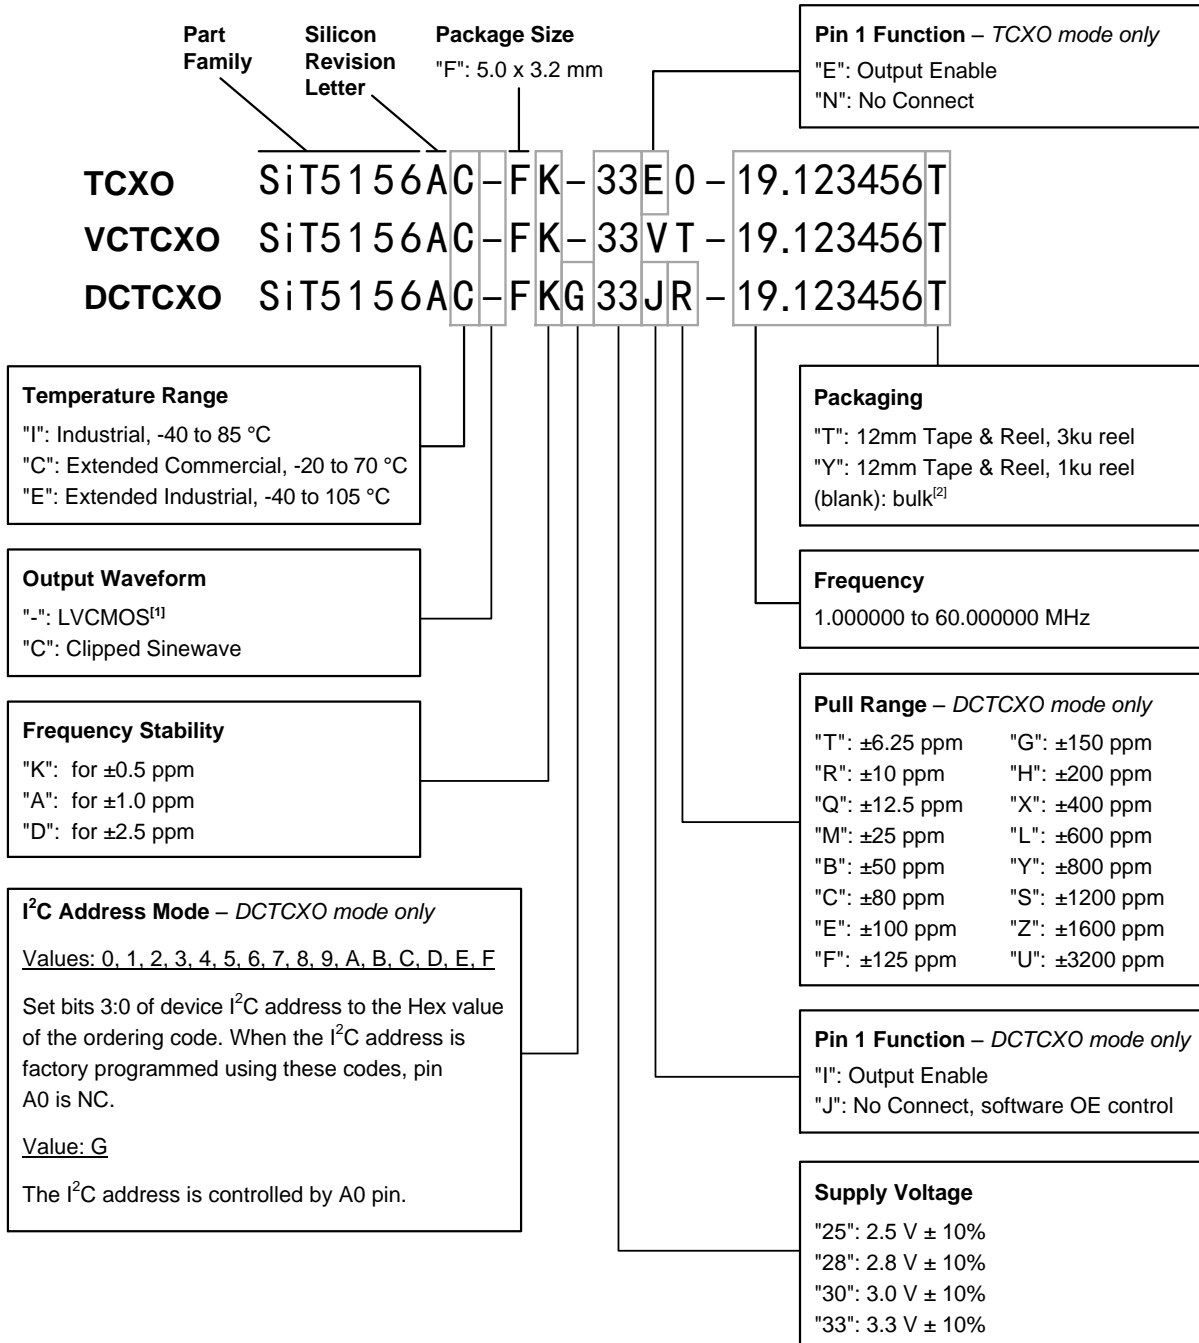 Part
Family
Silicon
Revision
Letter
Package Size
"F": 5.0 x 3.2 mm
Pin 1 Function – TCXO mode only
"E": Output Enable
"N": No Connect
TCXO SiT5156AC-FK-33E0-19.123456T
VCTCXO SiT5156AC-FK-33VT-19.123456T
DCTCXO SiT5156AC-FKG33JR-19.123456T
Temperature Range
"I": Industrial, -40 to 85 °C
"C": Extended Commercial, -20 to 70 °C
"E": Extended Industrial, -40 to 105 °C
Output Waveform
"-": LVCMOS[1]
"C": Clipped Sinewave
Frequency Stability
"K": for ±0.5 ppm
"A": for ±1.0 ppm
"D": for ±2.5 ppm
I²C Address Mode – DCTCXO mode only
Values: 0, 1, 2, 3, 4, 5, 6, 7, 8, 9, A, B, C, D, E, F
Set bits 3:0 of device I²C address to the Hex value
of the ordering code. When the I²C address is
factory programmed using these codes, pin
A0 is NC.
Value: G
The I²C address is controlled by A0 pin.
Packaging
"T": 12mm Tape & Reel, 3ku reel
"Y": 12mm Tape & Reel, 1ku reel
(blank): bulk[2]
Frequency
1.000000 to 60.000000 MHz
Pull Range – DCTCXO mode only
"T": ±6.25 ppm "G": ±150 ppm
"R": ±10 ppm "H": ±200 ppm
"Q": ±12.5 ppm "X": ±400 ppm
"M": ±25 ppm "L": ±600 ppm
"B": ±50 ppm "Y": ±800 ppm
"C": ±80 ppm "S": ±1200 ppm
"E": ±100 ppm "Z": ±1600 ppm
"F": ±125 ppm "U": ±3200 ppm
Pin 1 Function – DCTCXO mode only
"I": Output Enable
"J": No Connect, software OE control
Supply Voltage
"25": 2.5 V ± 10%
"28": 2.8 V ± 10%
"30": 3.0 V ± 10%
"33": 3.3 V ± 10%